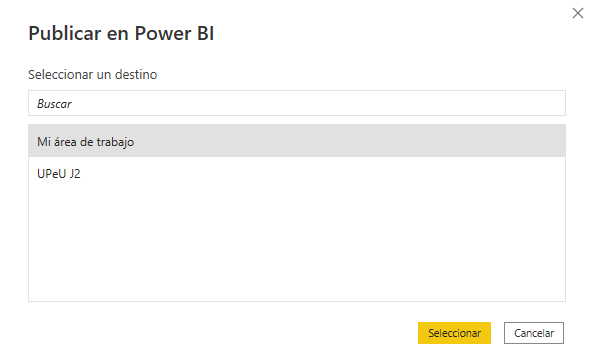 Publicar en Power BI
Seleccionar un destino
Buscar
Mi área de trabajo
UPeU J2
Seleccionar
Cancelar